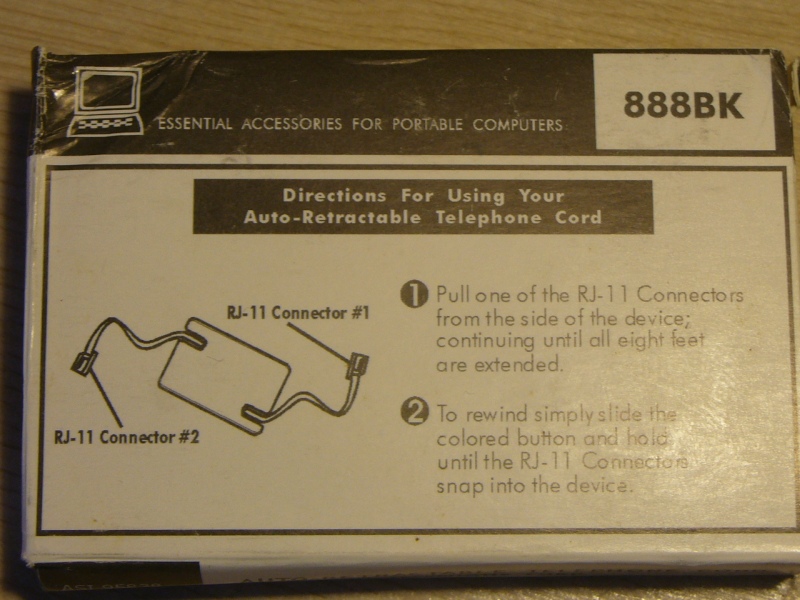 ESSENTIAL ACCESSORIES FOR PORTABLE COMPUTERS
888BK
Directions For Using Your
Auto-Retractable Telephone Cord
RJ-11 Connector #1
RJ-11 Connector #2
1 Pull one of the RJ-11 Connectors
from the side of the device;
continuing until all eight feet
are extended.
2 To rewind simply slide the
colored button and hold
until the RJ-11 Connectors
snap into the device.